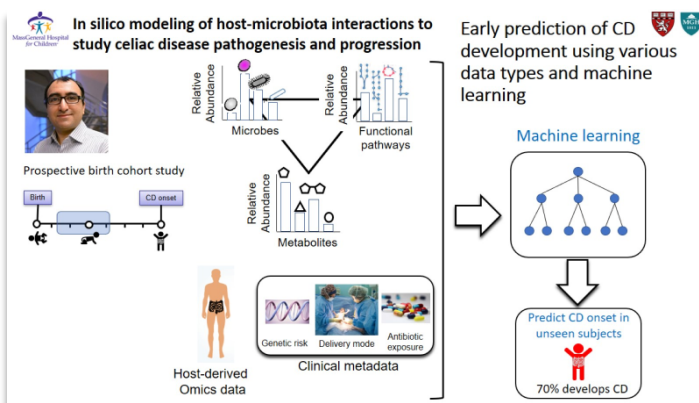 MassGeneral Hospital
for Children
In silico modeling of host-microbiota interactions to
study celiac disease pathogenesis and progression
Prospective birth cohort study
Birth
CD onset
Relative
Abundance
Microbes
Relative
Abundance
Functional
pathways
Relative
Abundance
Metabolites
Host-derived
Omics data
Genetic risk
Delivery mode
Antibiotic
exposure
Clinical metadata
Early prediction of CD
development using various
data types and machine
learning
MGH
Machine learning
Predict CD onset in
unseen subjects
70% develops CD